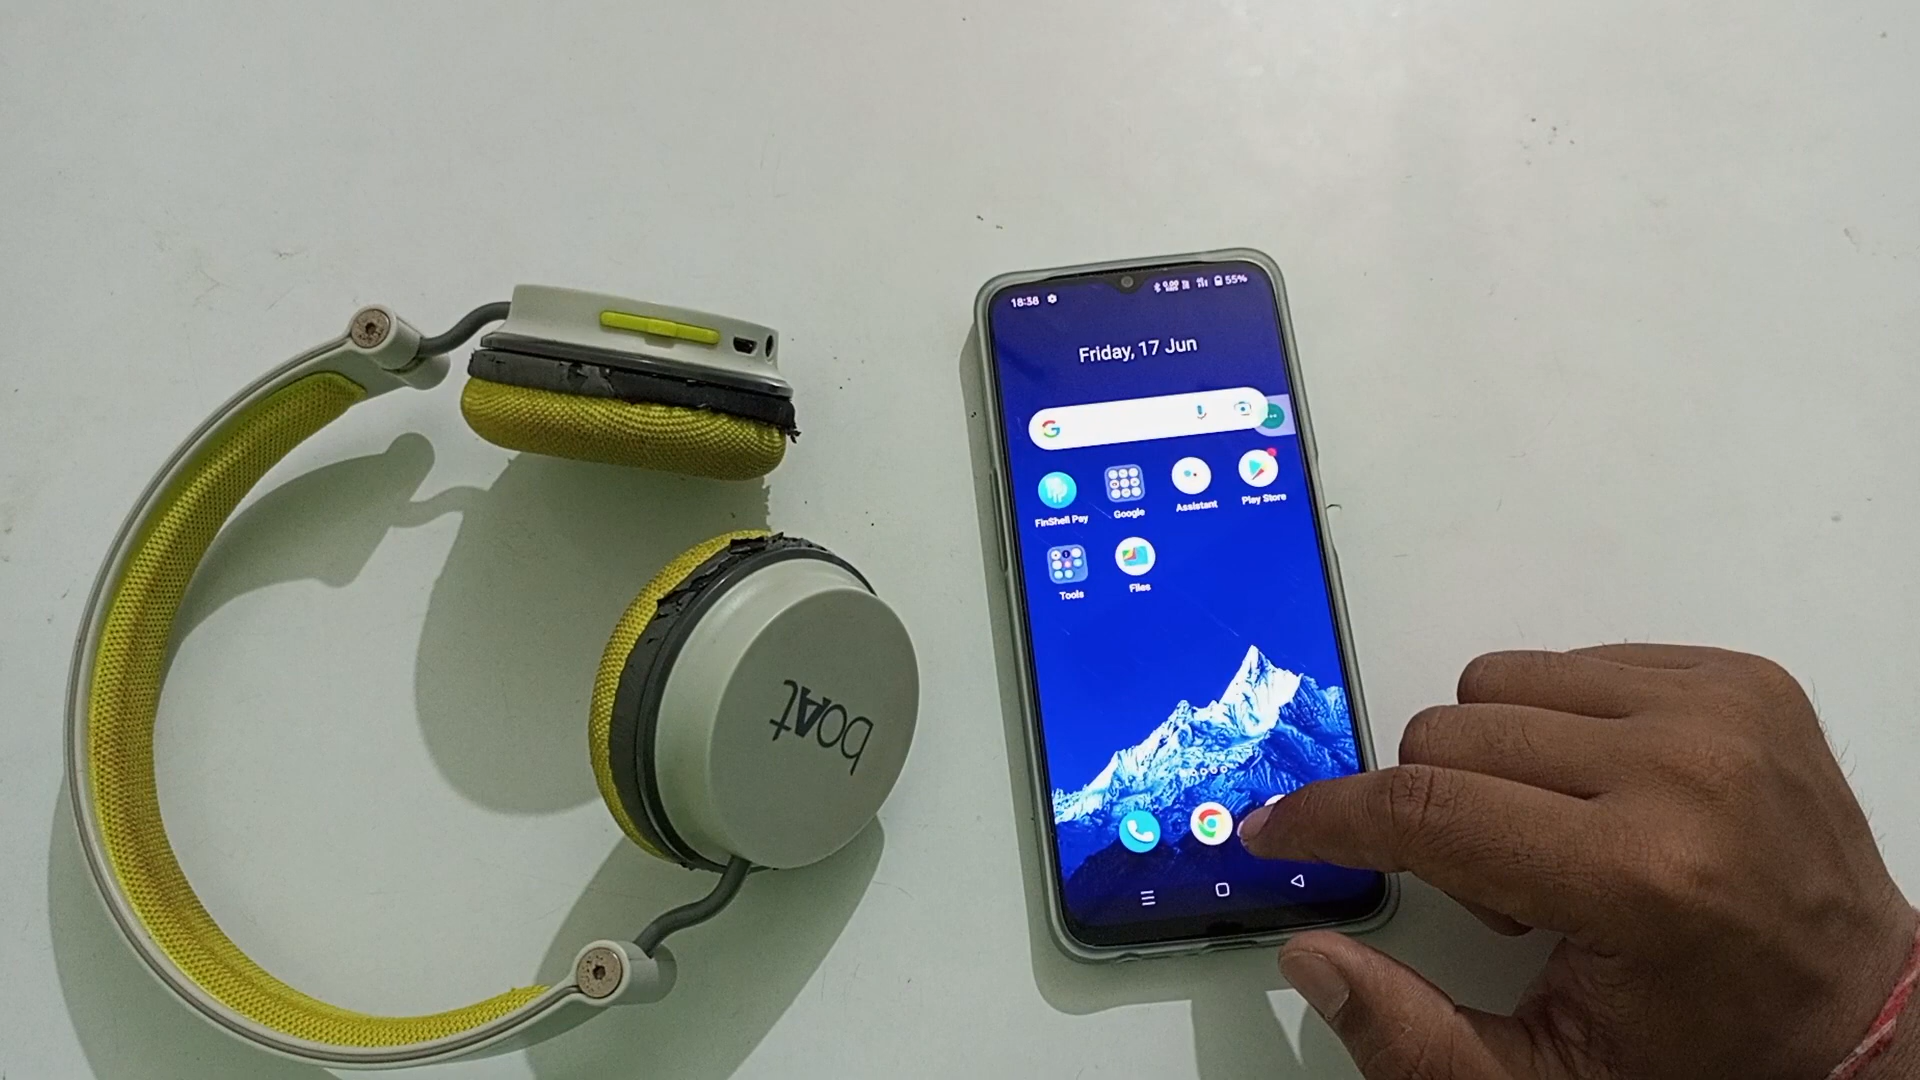 18:38
55%
Friday, 17 Jun
FinShell Pay
Google
Assistant
Play Store
Tools
Files
boAt